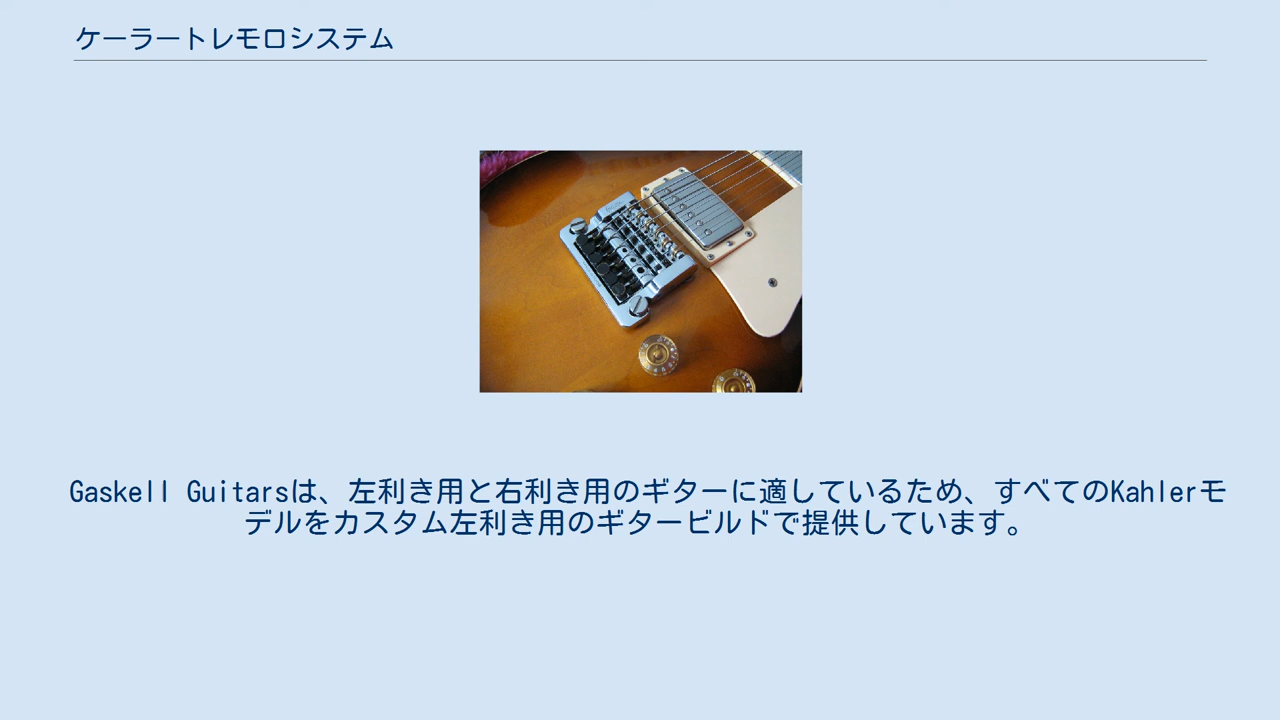 ケーラートレモロシステム
Gaskell Guitarsは、左利き用と右利き用のギターに適しているため、すべてのKahlerモ
デルをカスタム左利き用のギタービルドで提供しています。